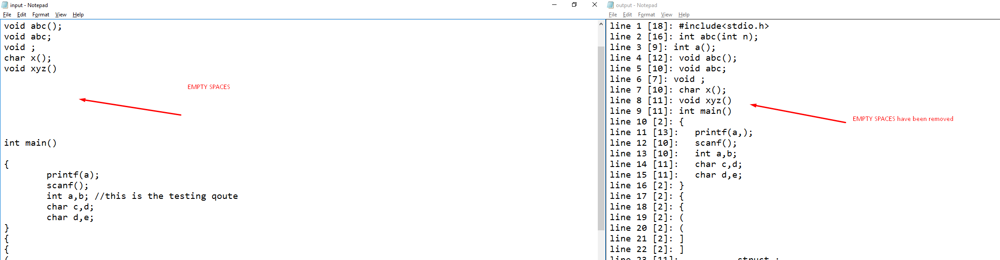 input - Notepad
File Edit Format View Help
void abc();
void abc;
void ;
char x();
void xyz()
EMPTY SPACES
int main()
{
printf(a);
scanf();
int a,b; //this is the testing qoute
char c,d;
char d,e;
}
{
{
(
output - Notepad
File Edit Format View Help
line 1 [18]: #include<stdio.h>
line 2 [16]: int abc(int n);
line 3 [9]: int a();
line 4 [12]: void abc();
line 5 [10]: void abc;
line 6 [7]: void ;
line 7 [10]: char x();
line 8 [11]: void xyz()
line 9 [11]: int main()
EMPTY SPACES have been removed
line 10 [2]: {
line 11 [13]:   printf(a,);
line 12 [10]:   scanf();
line 13 [10]:   int a,b;
line 14 [11]:   char c,d;
line 15 [11]:   char d,e;
line 16 [2]: }
line 17 [2]: {
line 18 [2]: {
line 19 [2]: (
line 20 [2]: (
line 21 [2]: ]
line 22 [2]: ]
line 23 [11]:           struct ;